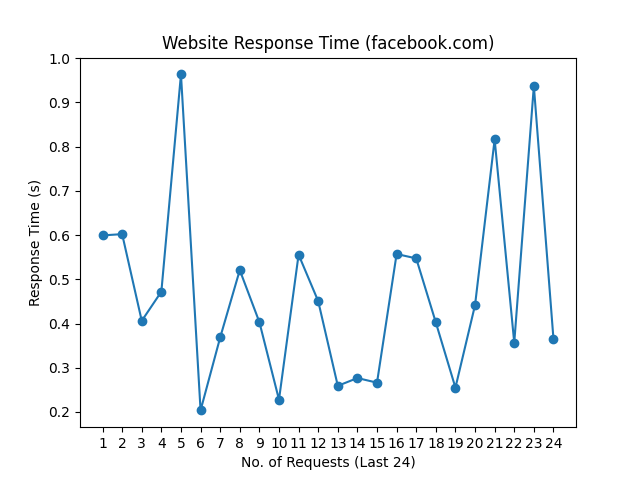 Website Response Time (facebook.com)
Response Time (s)
1.0
0.9
0.8
0.7
0.6
0.5
0.4
0.3
0.2
1 2 3 4 5 6 7 8 9 10 11 12 13 14 15 16 17 18 19 20 21 22 23 24
No. of Requests (Last 24)